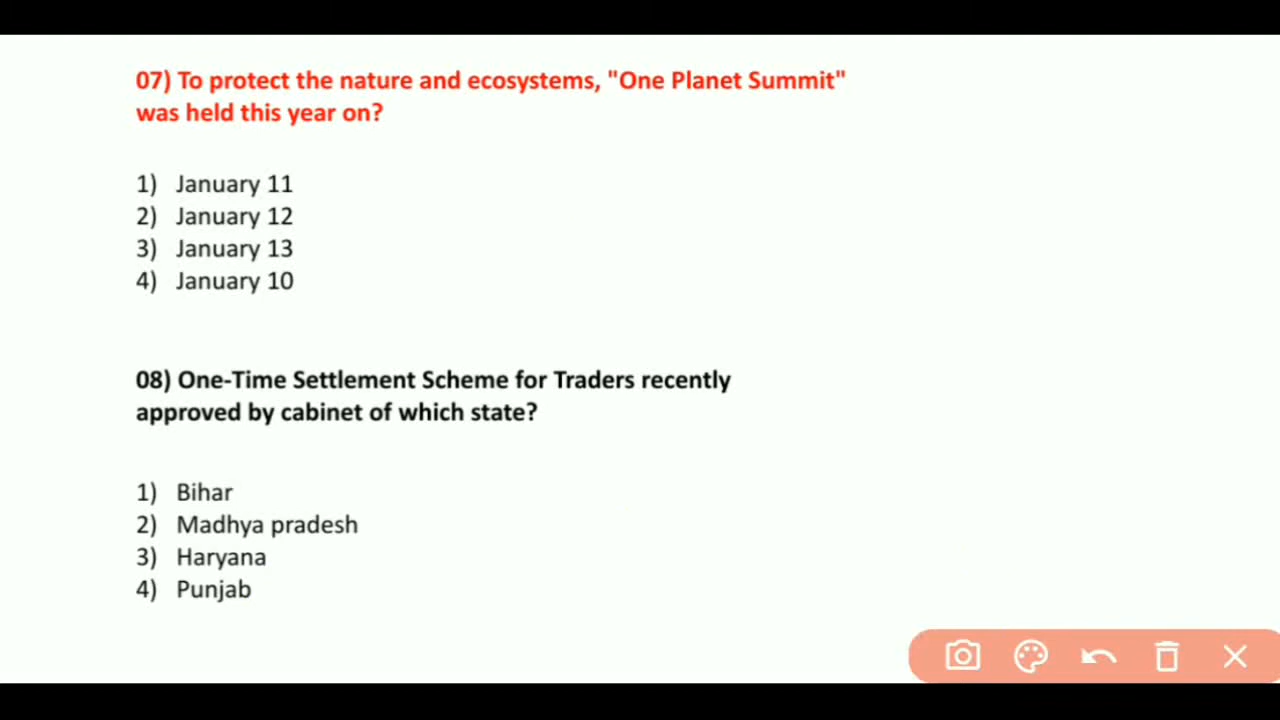 07) To protect the nature and ecosystems, "One Planet Summit"
was held this year on?
1) January 11
2) January 12
3) January 13
4) January 10
08) One-Time Settlement Scheme for Traders recently
approved by cabinet of which state?
1) Bihar
2) Madhya pradesh
3) Haryana
4) Punjab